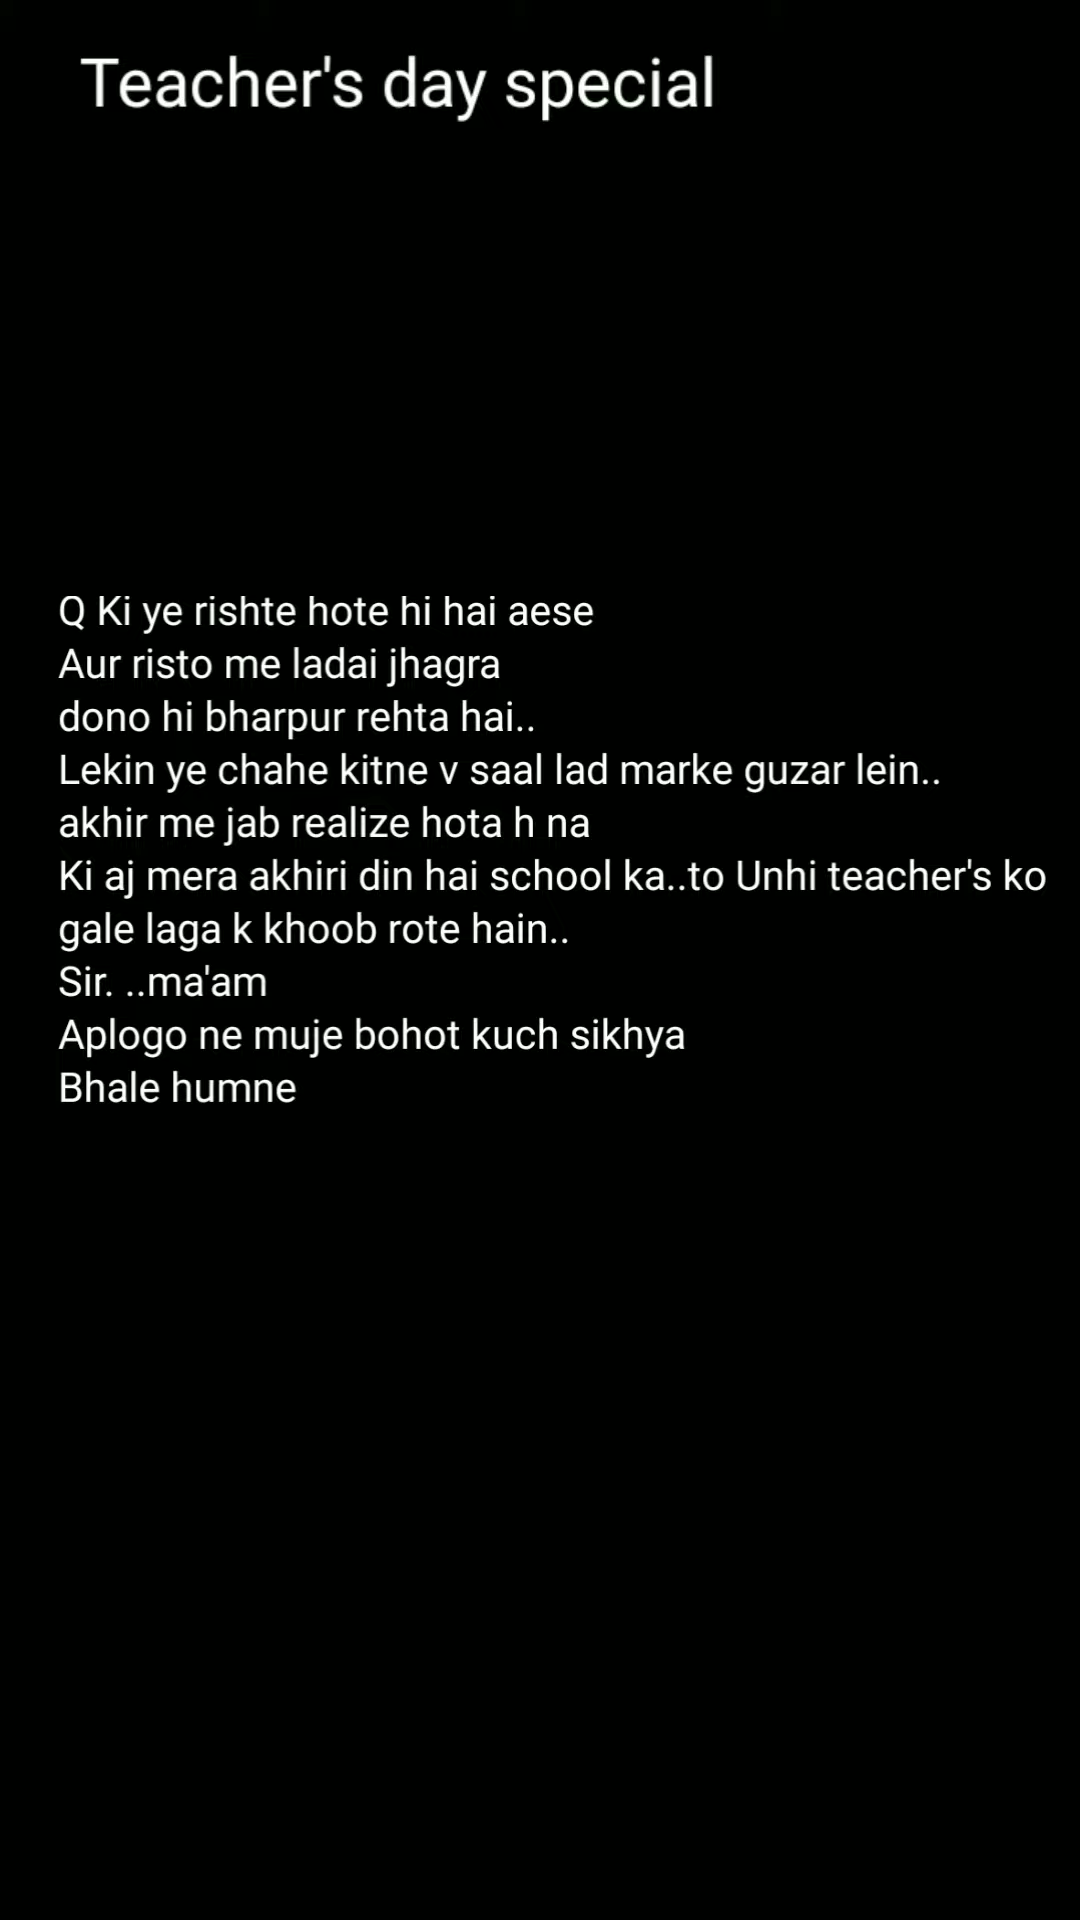 Teacher's day special
Q Ki ye rishte hote hi hai aese
Aur risto me ladai jhagra
dono hi bharpur rehta hai..
Lekin ye chahe kitne v saal lad marke guzar lein..
akhir me jab realize hota h na
Ki aj mera akhiri din hai school ka..to Unhi teacher's ko
gale laga k khoob rote hain..
Sir. ..ma'am
Aplogo ne muje bohot kuch sikhya
Bhale humne